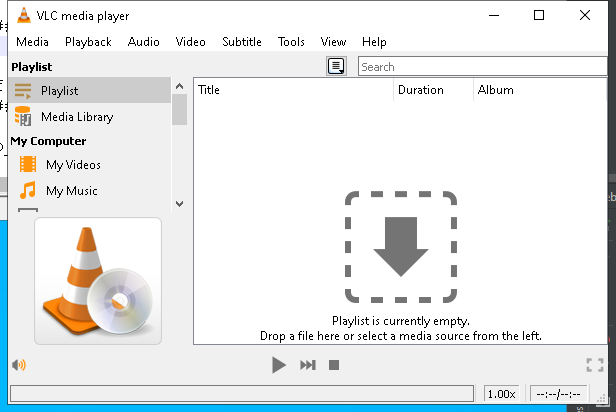 VLC media player
Media Playback Audio Video Subtitle Tools View Help
Playlist
Search
Playlist
Media Library
My Computer
My Videos
My Music
Title Duration Album
Playlist is currently empty.
Drop a file here or select a media source from the left.
1.00x --:--/--:--